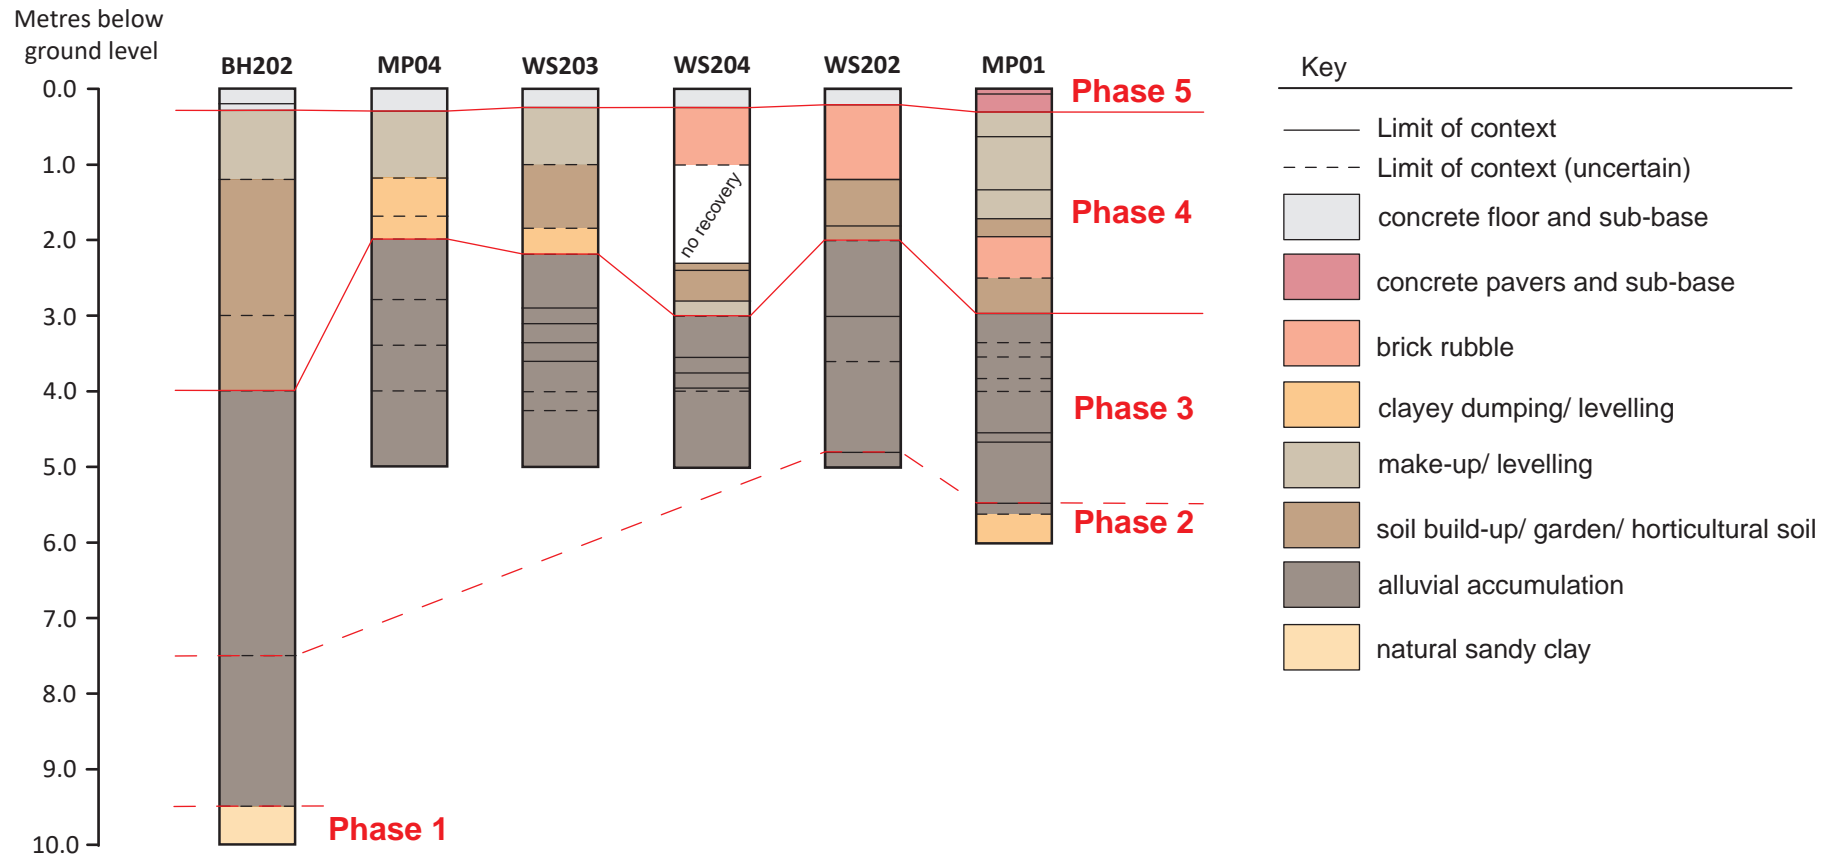 Metres below
ground level
BH202
MP04
WS203
WS204
WS202
MP01
0.0
1.0
2.0
3.0
4.0
5.0
6.0
7.0
8.0
9.0
10.0
no recovery
Phase 5
Phase 4
Phase 3
Phase 2
Phase 1
Key
Limit of context
Limit of context (uncertain)
concrete floor and sub-base
concrete pavers and sub-base
brick rubble
clayey dumping/ levelling
make-up/ levelling
soil build-up/ garden/ horticultural soil
alluvial accumulation
natural sandy clay